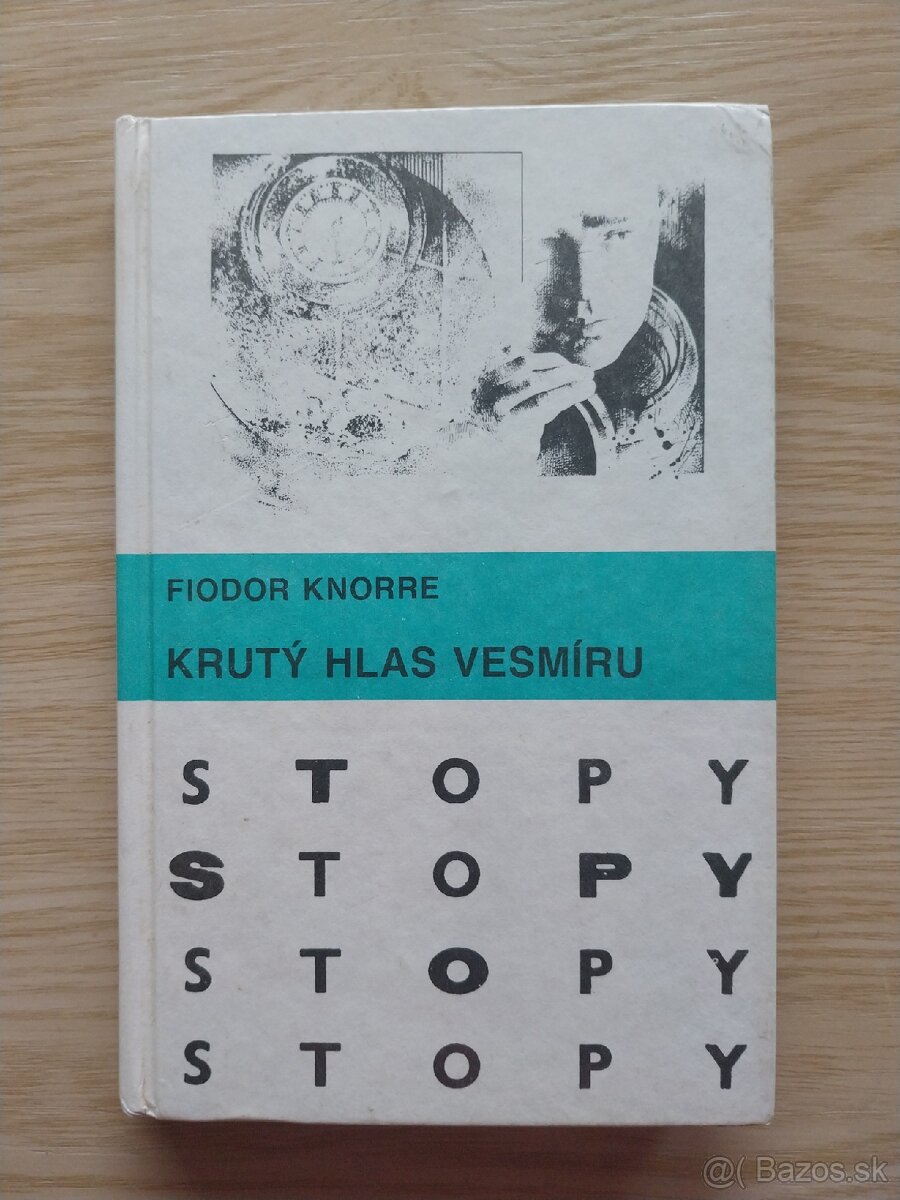 FIODOR KNORRE
KRUTÝ HLAS VESMÍRU
S T O P Y
S T O P Y
S T O P Y
S T O P Y
@( Bazos.sk